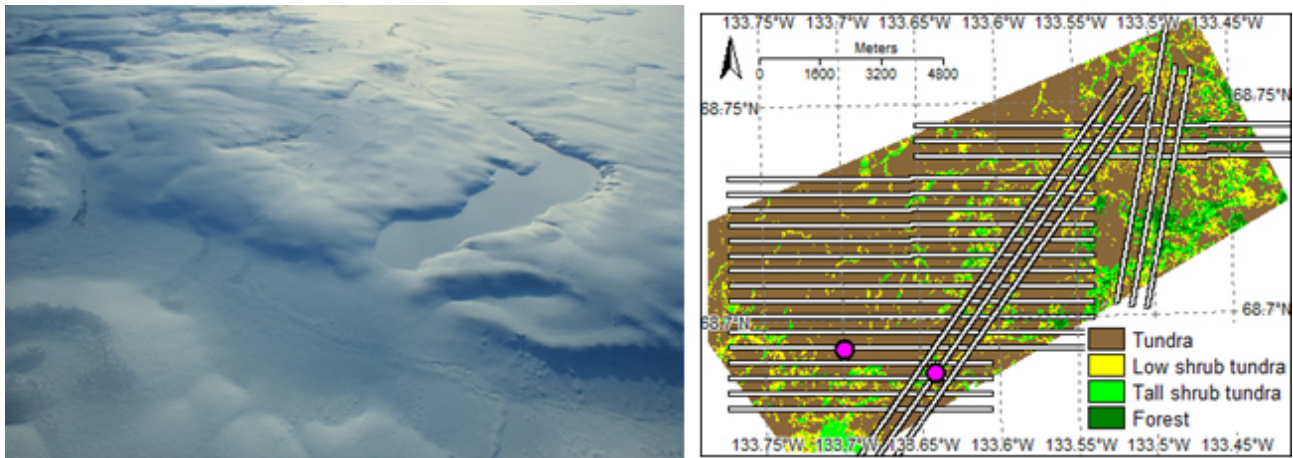 133.75°W 133.7°W 133.65°W 133.6°W 133.55°W 133.5°W 133.45°W
Meters
0 1600 3200 4800
68.75°N 68.75°N
68.7°N 68.7°N
Tundra
Low shrub tundra
Tall shrub tundra
Forest
133.75°W 133.7°W 133.65°W 133.6°W 133.55°W 133.5°W 133.45°W